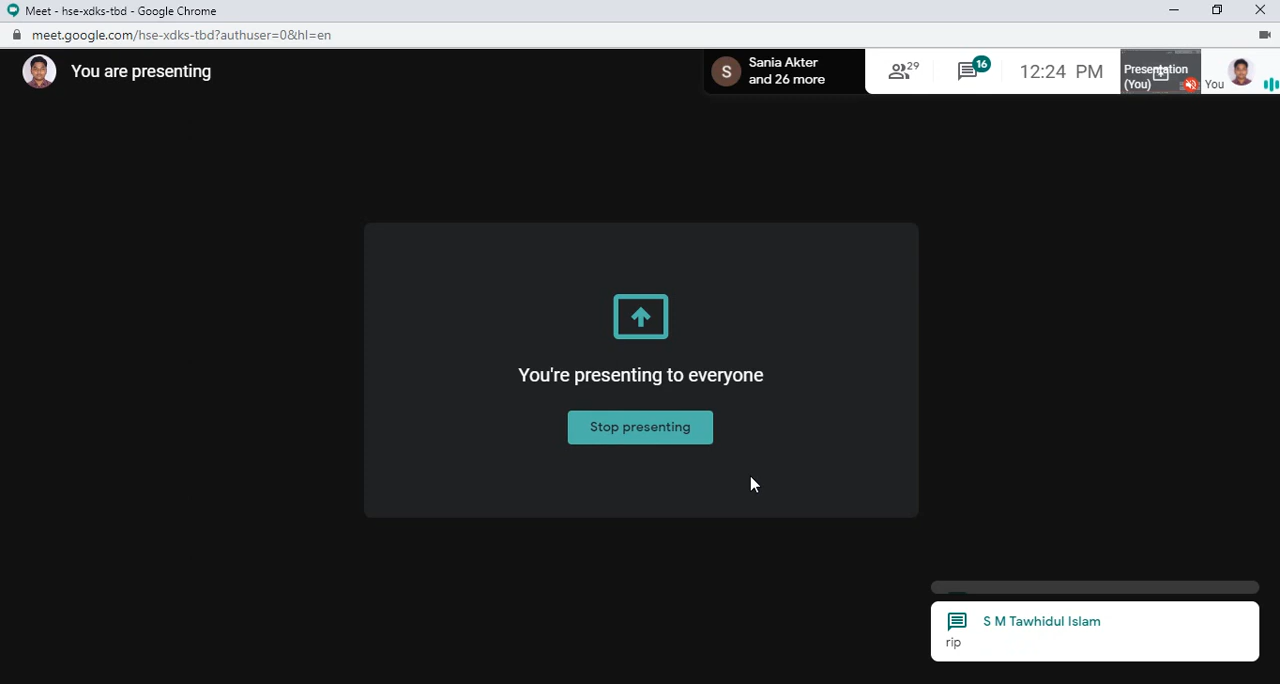 Meet - hse-xdks-tbd - Google Chrome
meet.google.com/hse-xdks-tbd?authuser=0&hl=en
You are presenting
S
Sania Akter
and 26 more
29
16
12:24 PM
Presentation
(You)
You
You're presenting to everyone
Stop presenting
S M Tawhidul Islam
rip